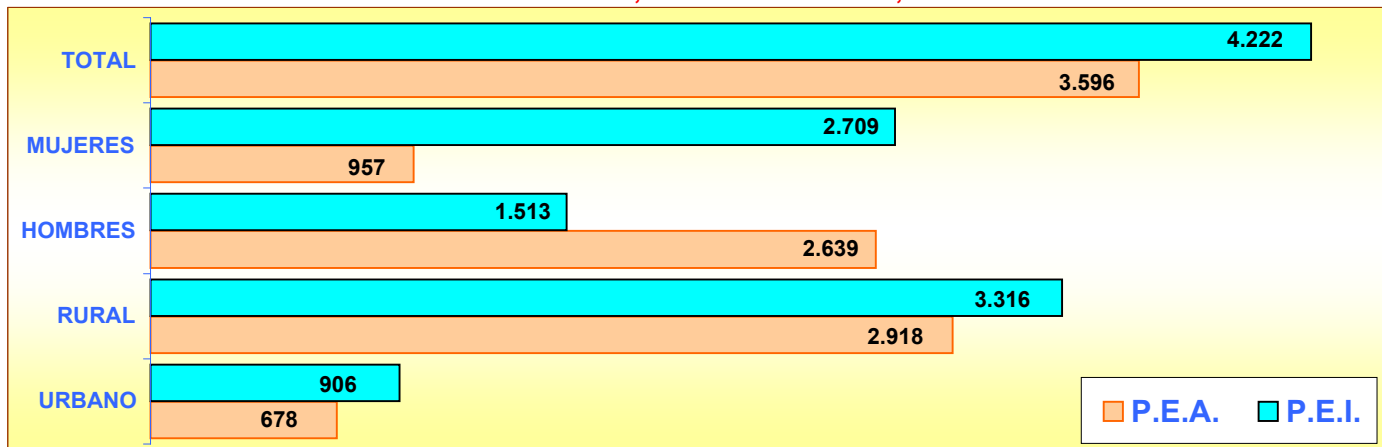 TOTAL
4.222
3.596
MUJERES
2.709
957
HOMBRES
1.513
2.639
RURAL
3.316
2.918
URBANO
906
678
P.E.A. P.E.I.